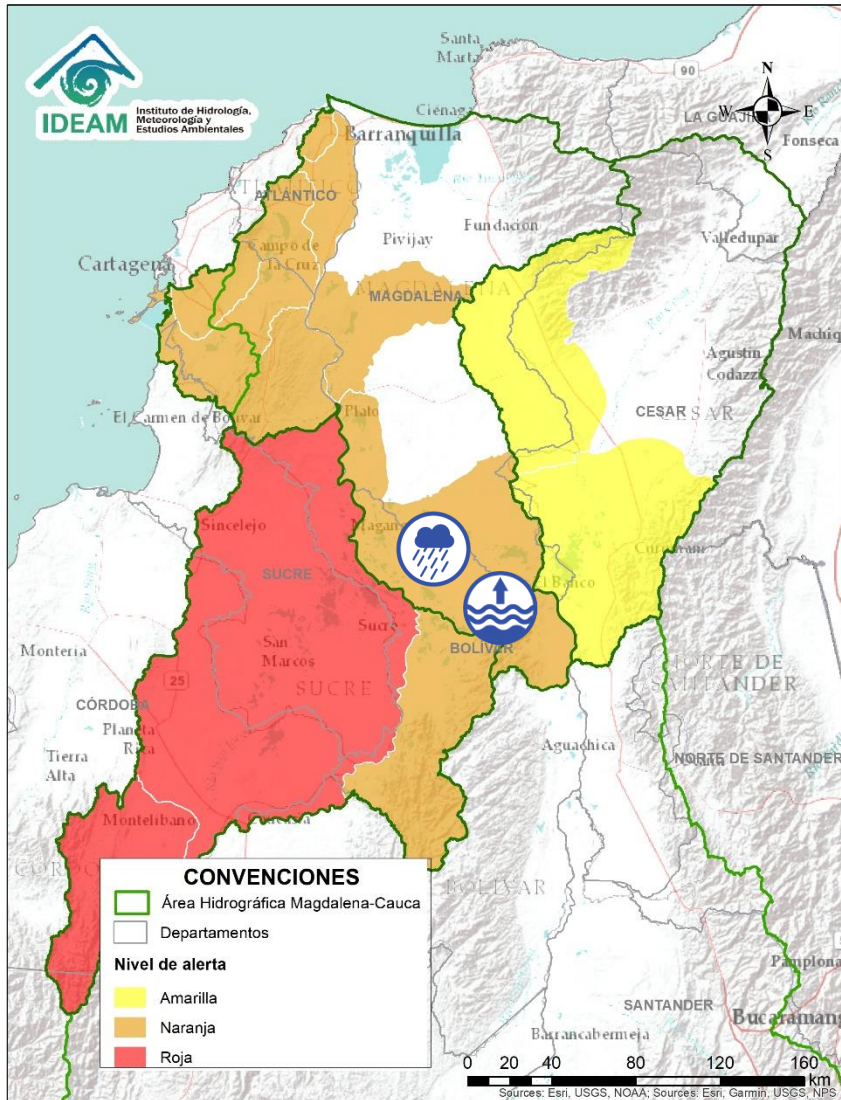 IDEAM
Instituto de Hidrología,
Meteorología y
Estudios Ambientales
Santa
Marta
90
N
W
E
S
LA GUAJI
Ciénaga
Barranquilla
Fonseca
ATLÁNTICO
Fundación
Pivijay
Valledupar
Campo de
la Cruz
Cartagena
MAGDALENA
MAGDALENA
Machiq
Agustín
Codazzi
El Carmen de Bolívar
Plato
CESAR
CESAR
Magangu
Sincelejo
SUCRE
El Banco
Sucre
Montería
San
Marcos
BOLÍVAR
25
SUCRE
NORTE DE
SANTANDER
CÓRDOBA
Planeta
Rica
Tierra
Alta
Aguachica
NORTE DE SANTANDER
Montelíbano
BOLÍVAR
CONVENCIONES
Área Hidrográfica Magdalena-Cauca
Departamentos
Nivel de alerta
Amarilla
Naranja
Roja
Pamplona
SANTANDER
Bucaramang
Barrancabermeja
0 20 40 80 120 160
km
Sources: Esri, USGS, NOAA; Sources: Esri, Garmin, USGS, NPS